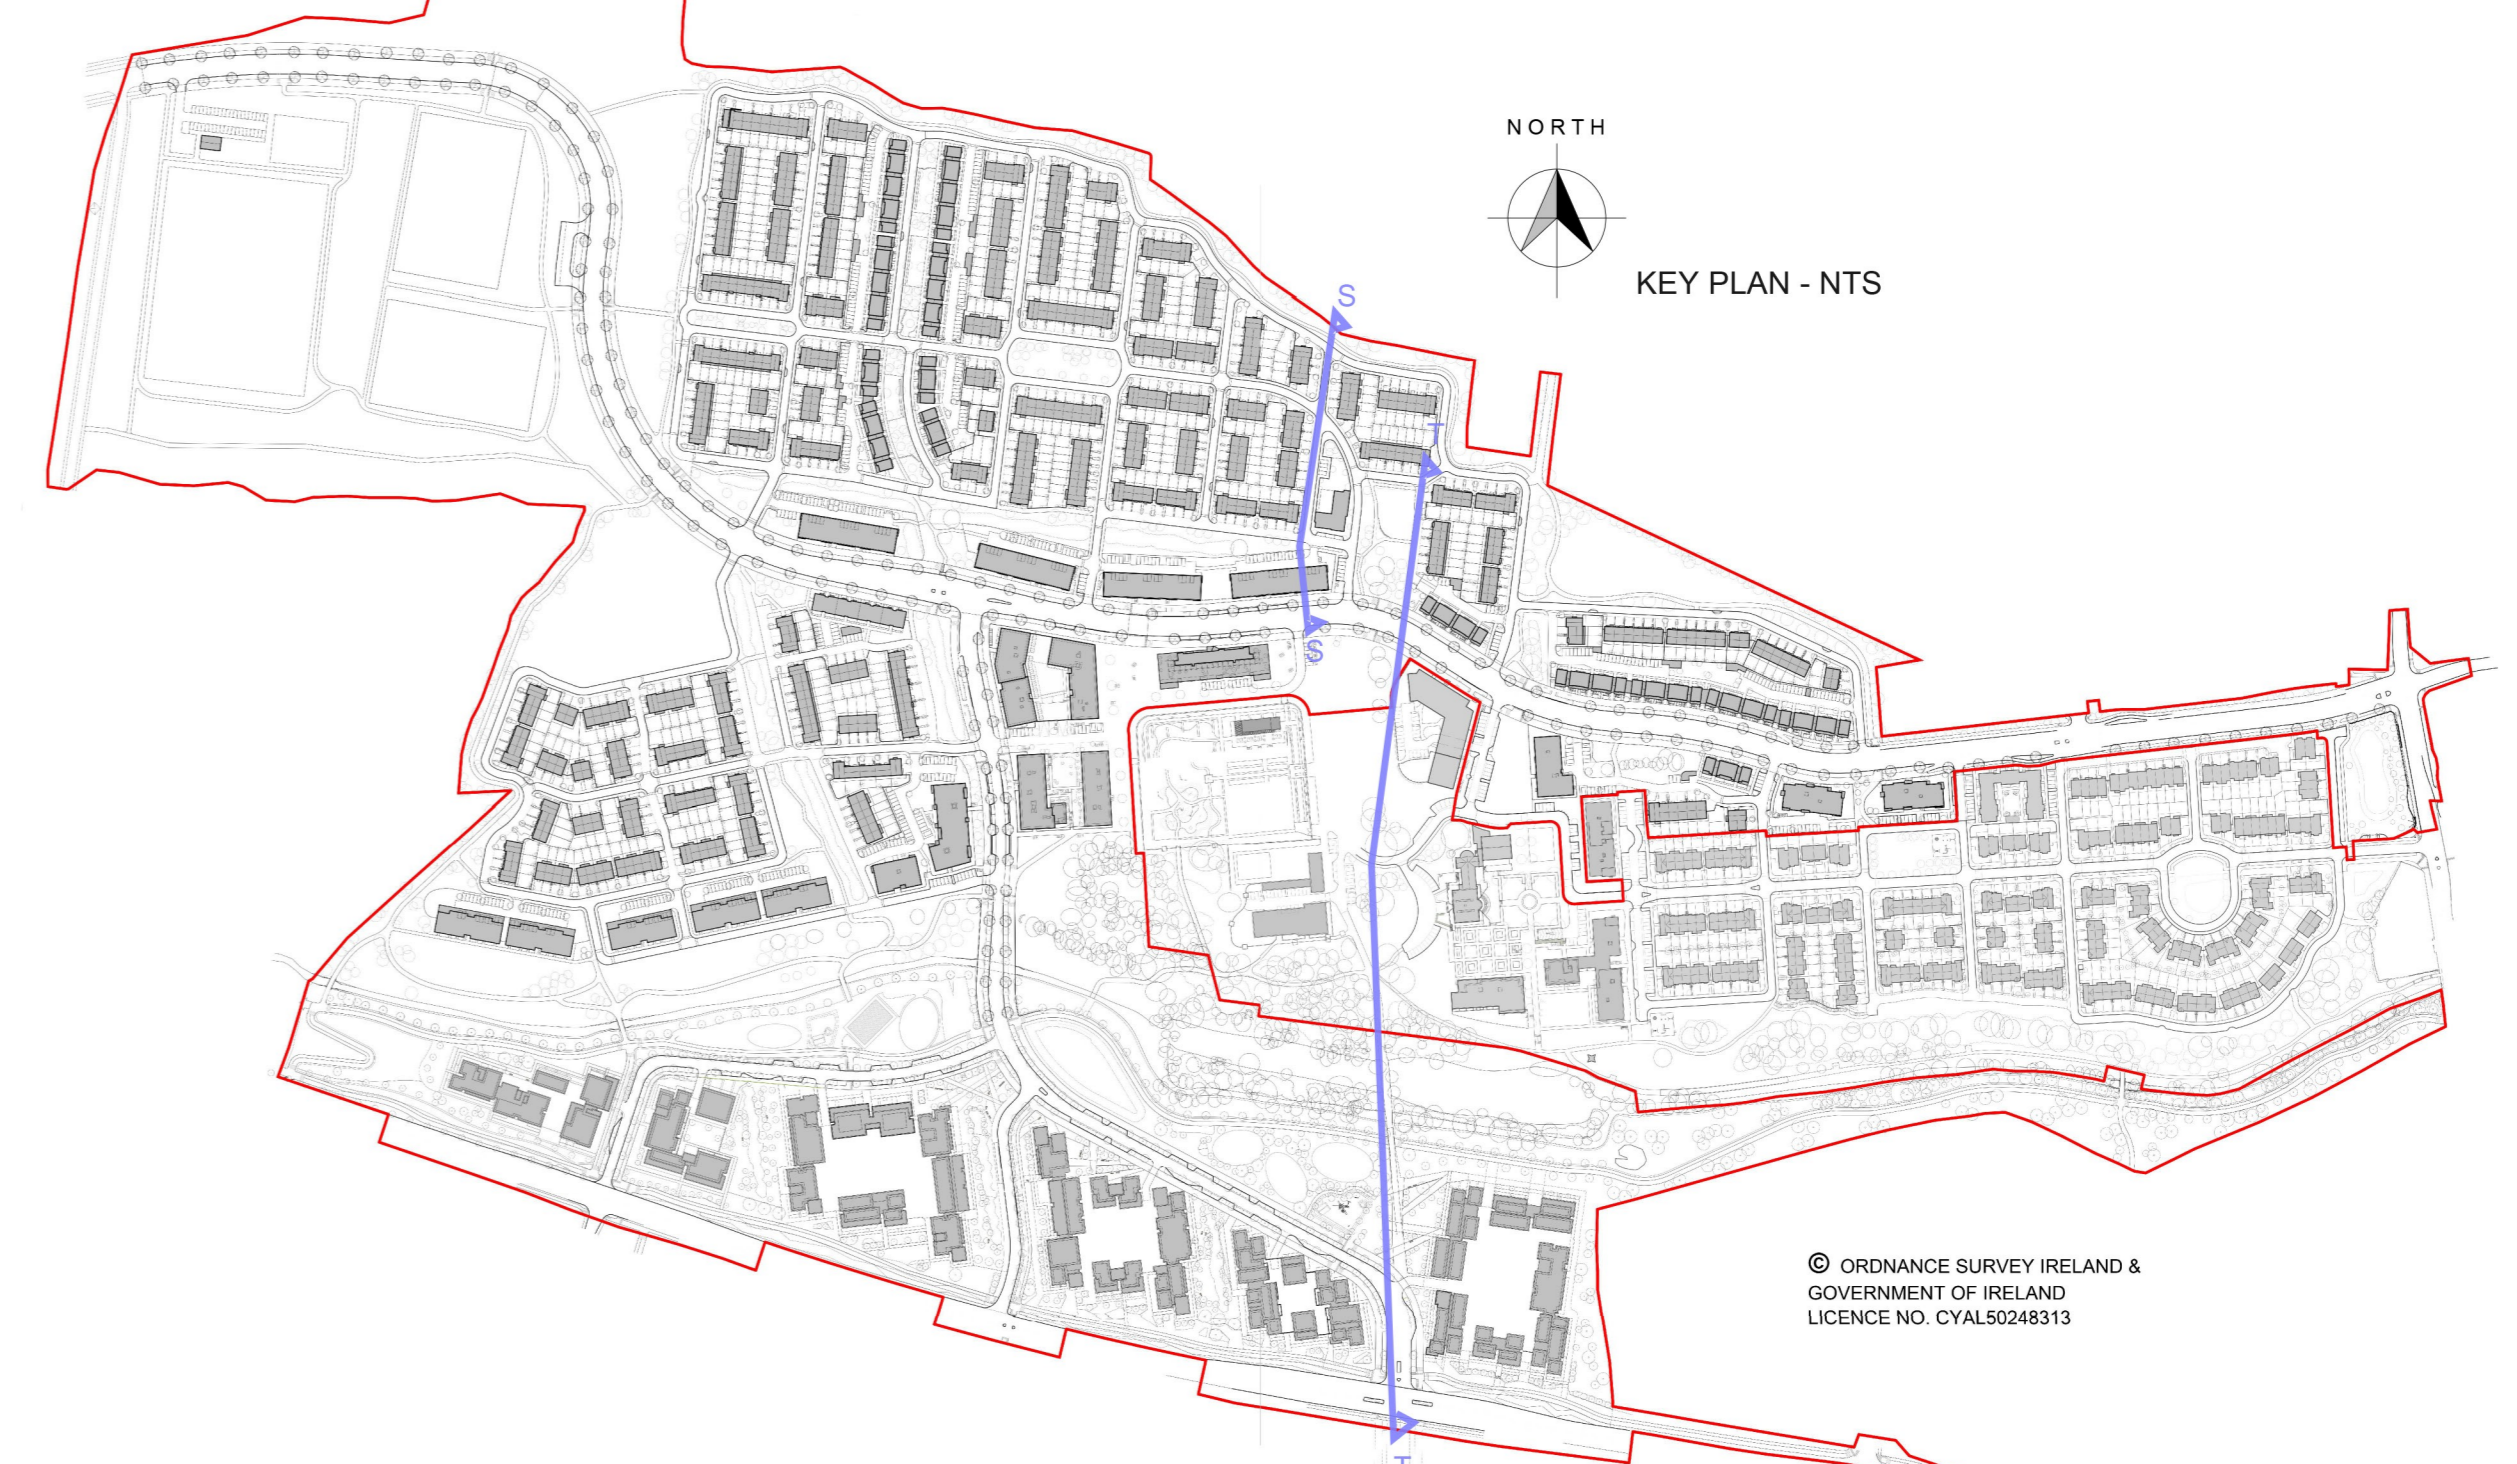 NORTH
KEY PLAN - NTS
S
T
S
© ORDNANCE SURVEY IRELAND &
GOVERNMENT OF IRELAND
LICENCE NO. CYAL50248313
T